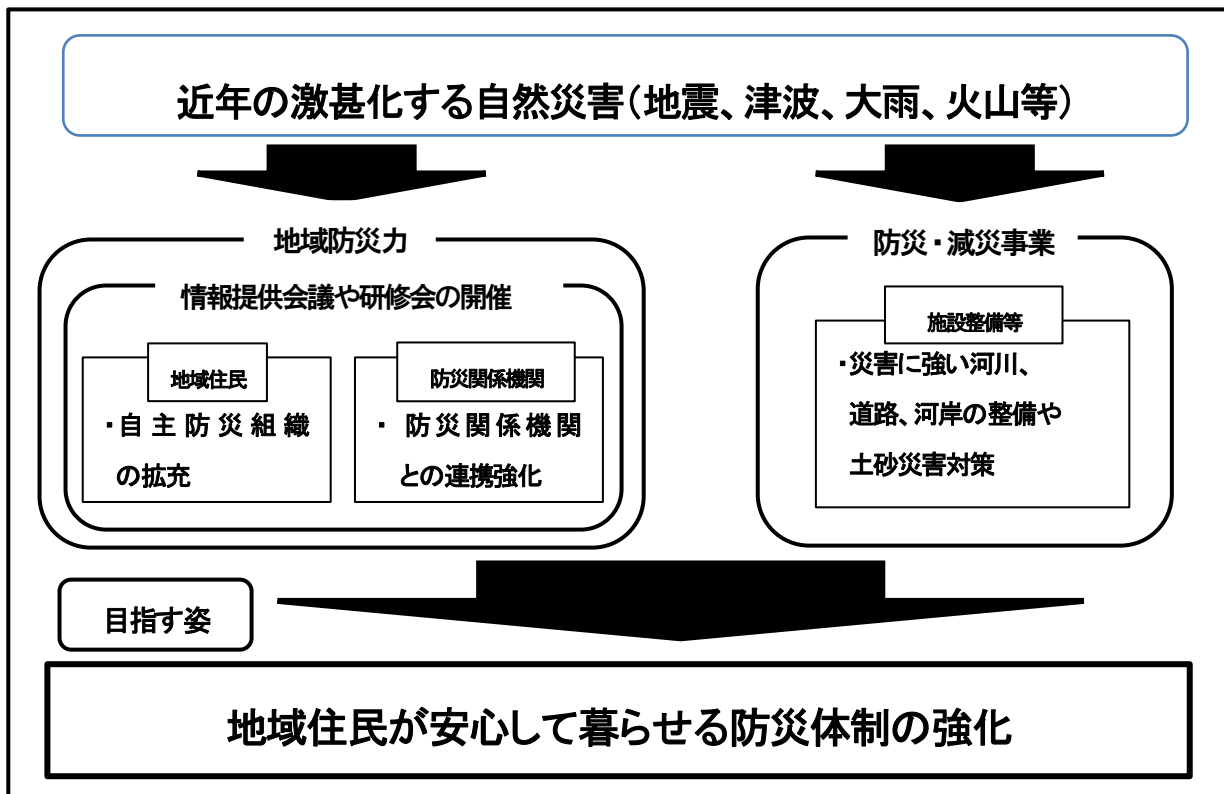 近年の激甚化する自然災害（地震、津波、大雨、火山等）
地域防災力
情報提供会議や研修会の開催
地域住民
・自主防災組織
の拡充
防災関係機関
・防災関係機関
との連携強化
防災・減災事業
施設整備等
・災害に強い河川、
道路、河岸の整備や
土砂災害対策
目指す姿
地域住民が安心して暮らせる防災体制の強化